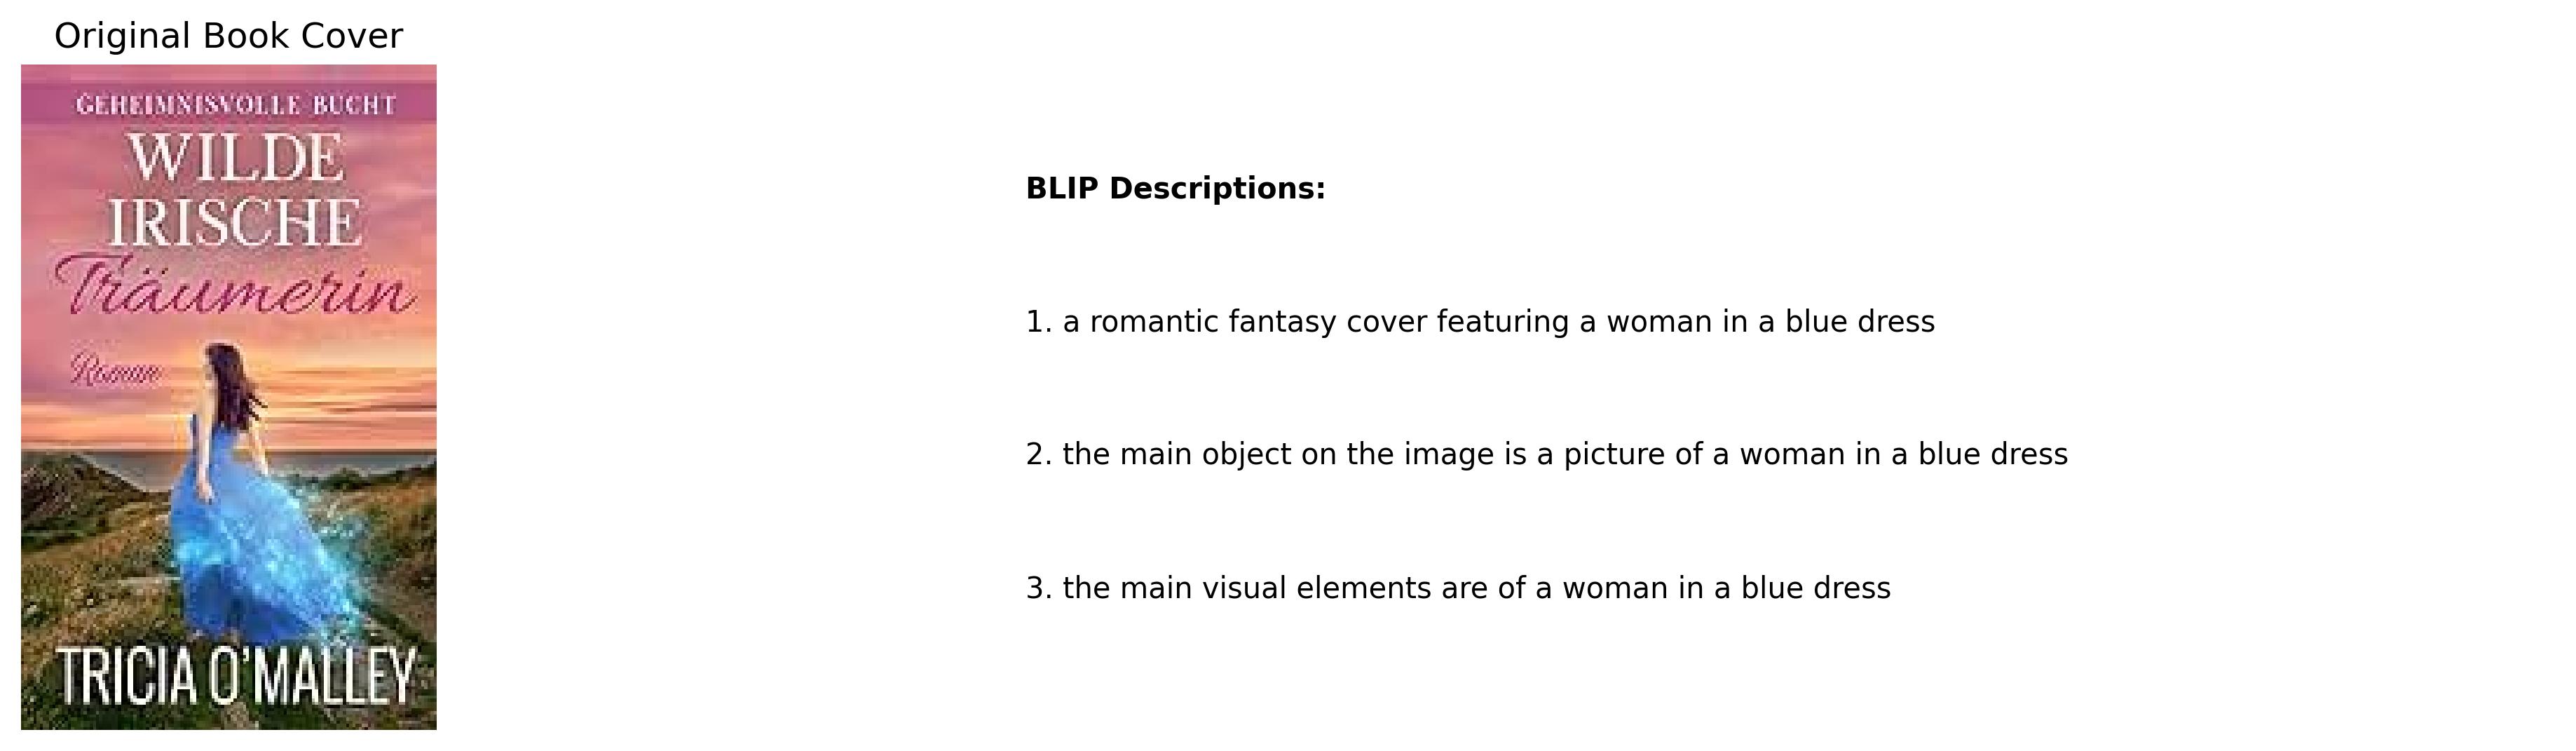 Original Book Cover
GEHEIMNISVOLLE BUCHT
WILDE
IRISCHE
Träumerin
Roman
TRICIA O'MALLEY
BLIP Descriptions:
1. a romantic fantasy cover featuring a woman in a blue dress
2. the main object on the image is a picture of a woman in a blue dress
3. the main visual elements are of a woman in a blue dress